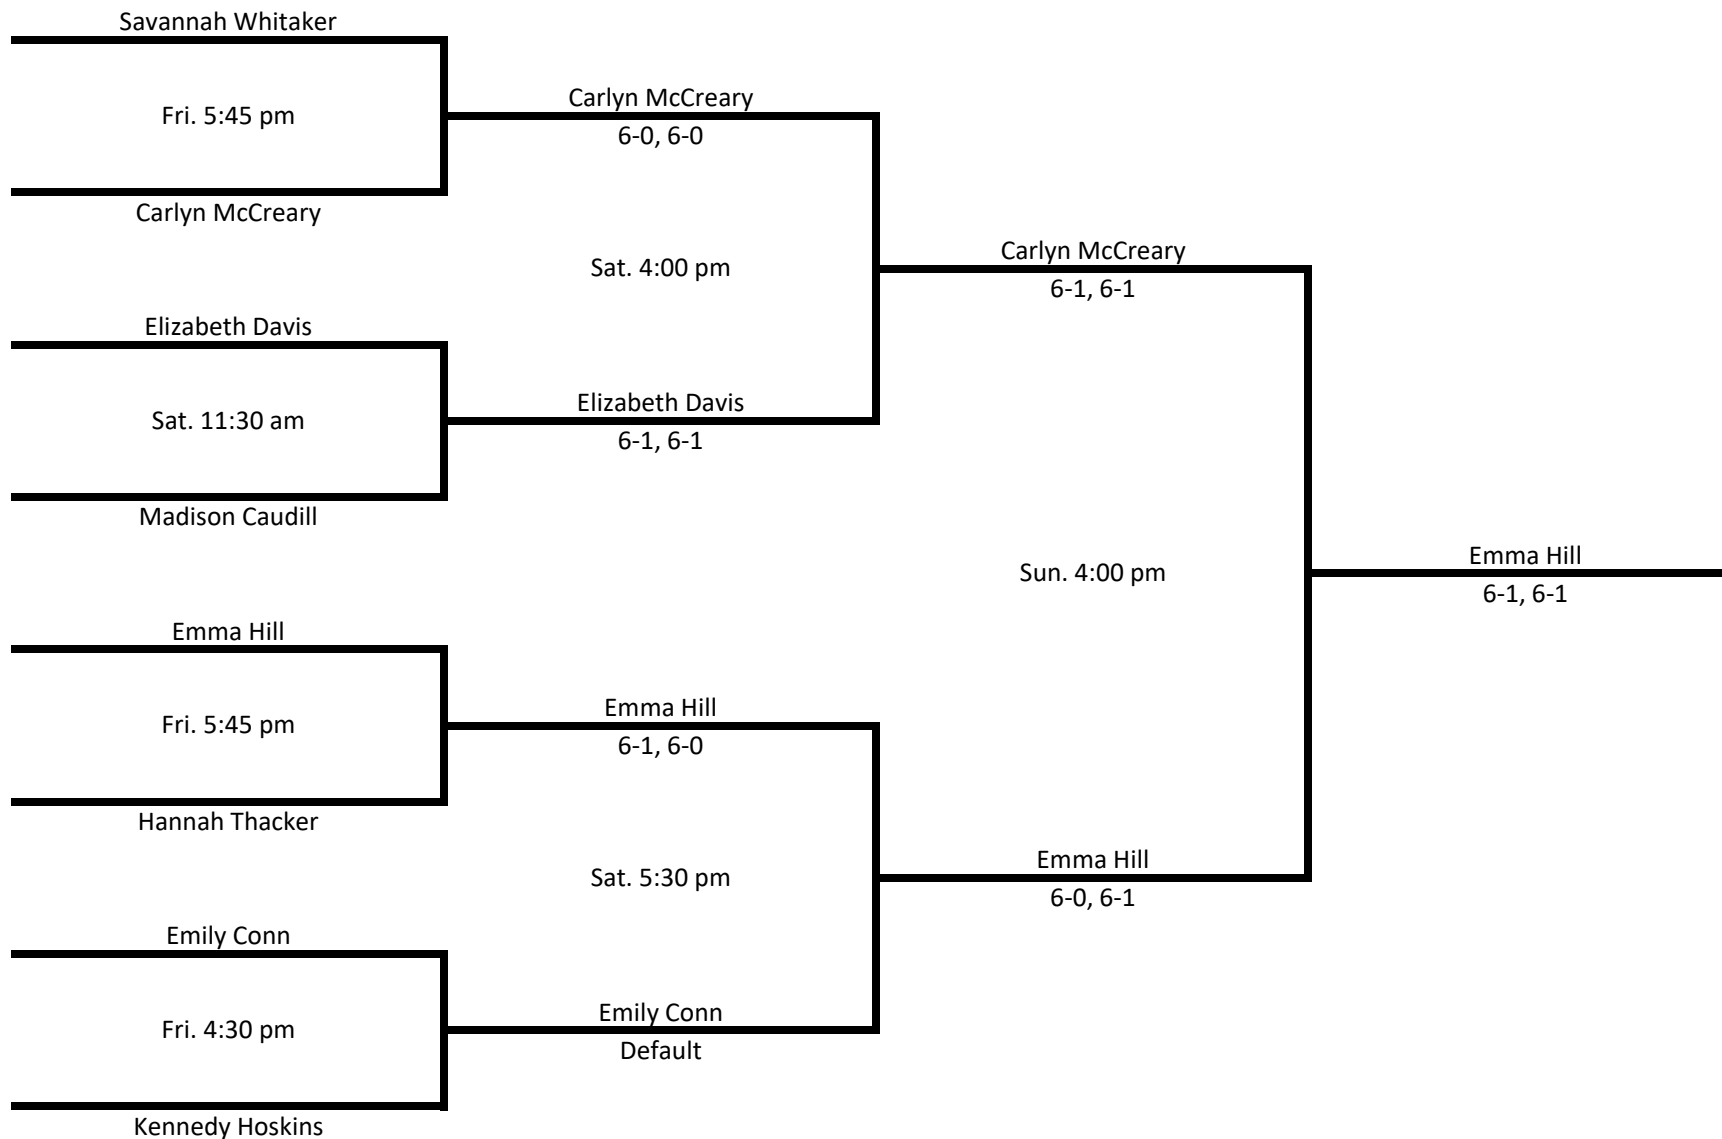 Savannah Whitaker
Fri. 5:45 pm
Carlyn McCreary
Elizabeth Davis
Sat. 11:30 am
Madison Caudill
Emma Hill
Fri. 5:45 pm
Hannah Thacker
Emily Conn
Fri. 4:30 pm
Kennedy Hoskins
Carlyn McCreary
6-0, 6-0
Sat. 4:00 pm
Elizabeth Davis
6-1, 6-1
Emma Hill
6-1, 6-0
Sat. 5:30 pm
Emily Conn
Default
Carlyn McCreary
6-1, 6-1
Sun. 4:00 pm
Emma Hill
6-0, 6-1
Emma Hill
6-1, 6-1